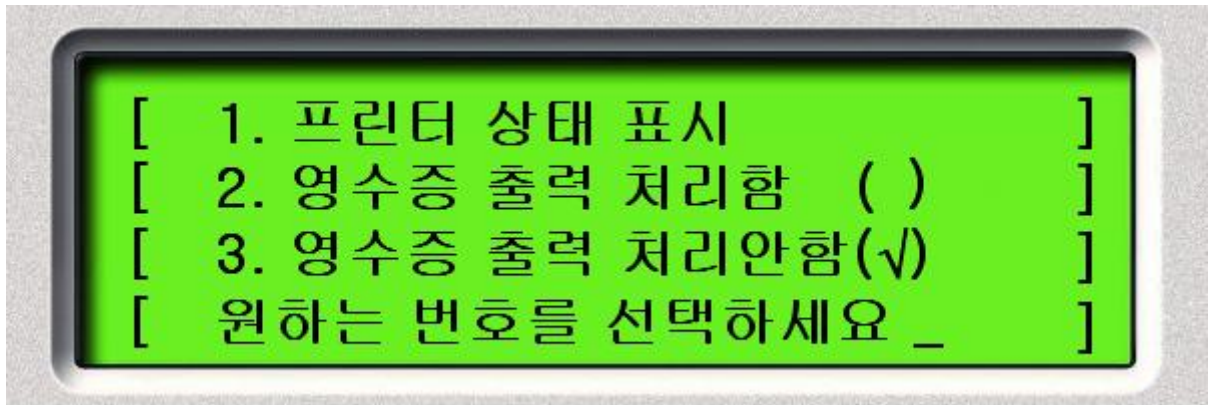 [ 1. 프린터 상태 표시 ]
[ 2. 영수증 출력 처리함 ( ) ]
[ 3. 영수증 출력 처리안함(√) ]
[ 원하는 번호를 선택하세요 _ ]